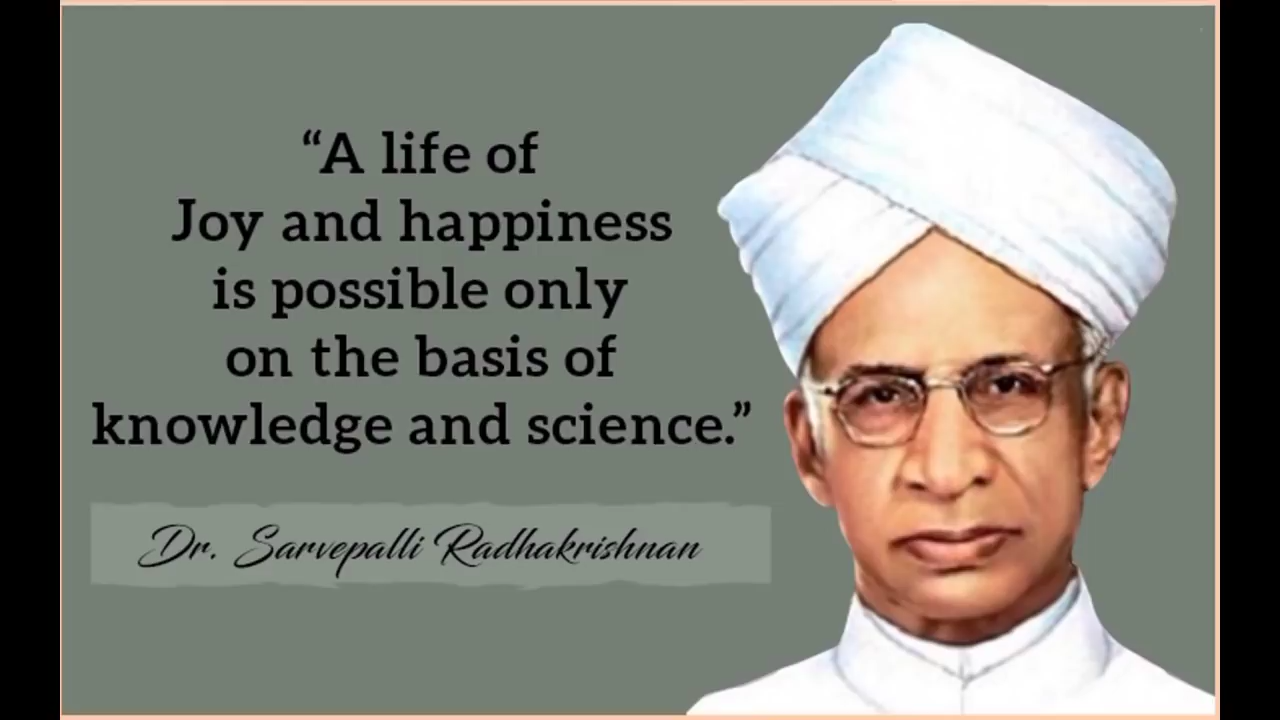 “A life of
Joy and happiness
is possible only
on the basis of
knowledge and science.”
Dr. Sarvepalli Radhakrishnan